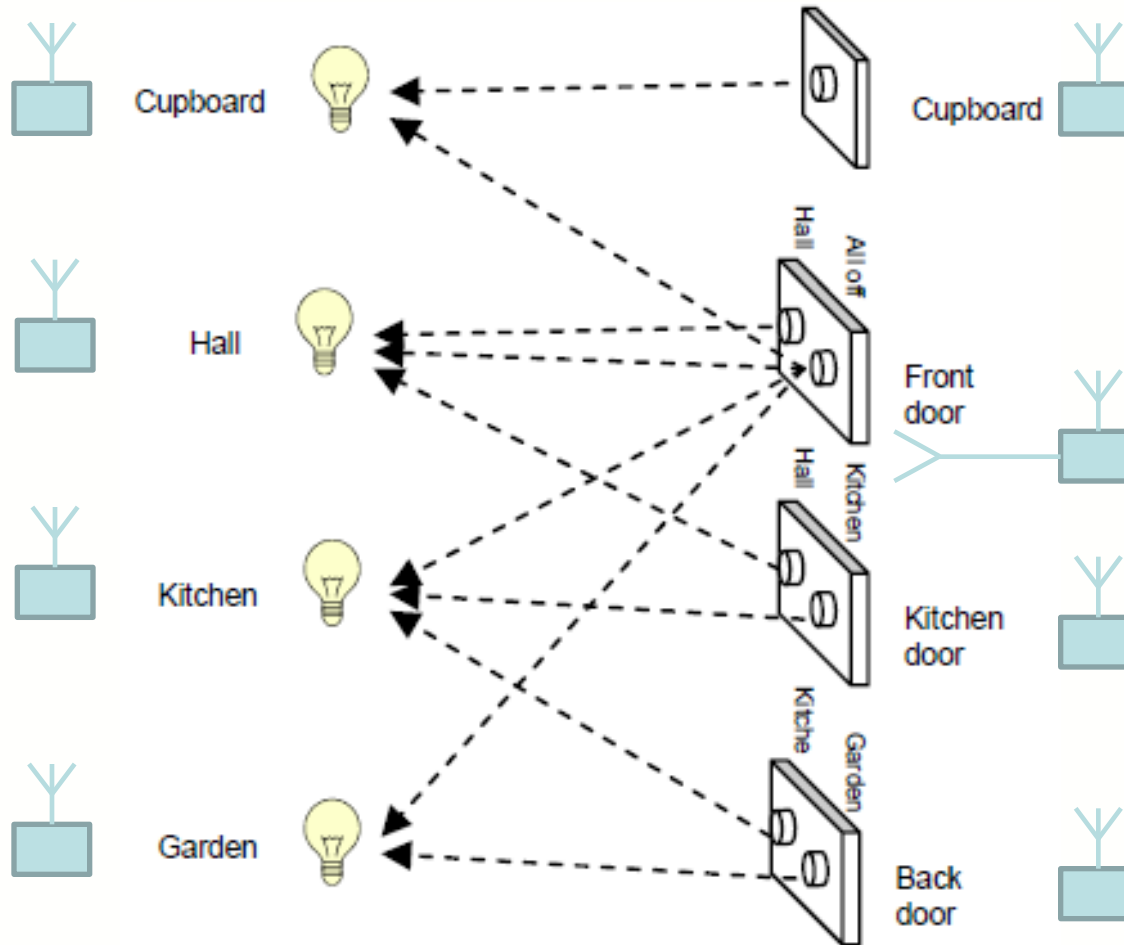 Cupboard
Cupboard
Hall
All off
Hall
Front
door
Hall
Kitchen
Kitchen
Kitchen
door
Kitche
Garden
Garden
Back
door